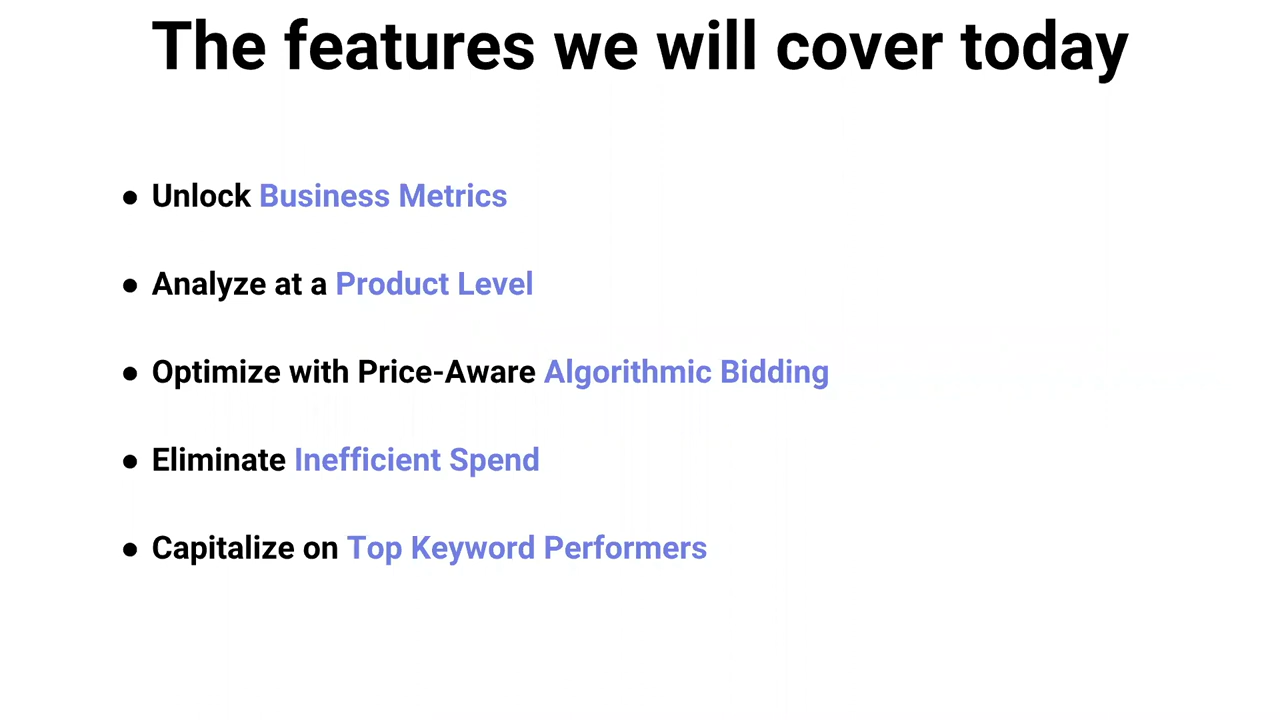 The features we will cover today
● Unlock Business Metrics
● Analyze at a Product Level
● Optimize with Price-Aware Algorithmic Bidding
● Eliminate Inefficient Spend
● Capitalize on Top Keyword Performers